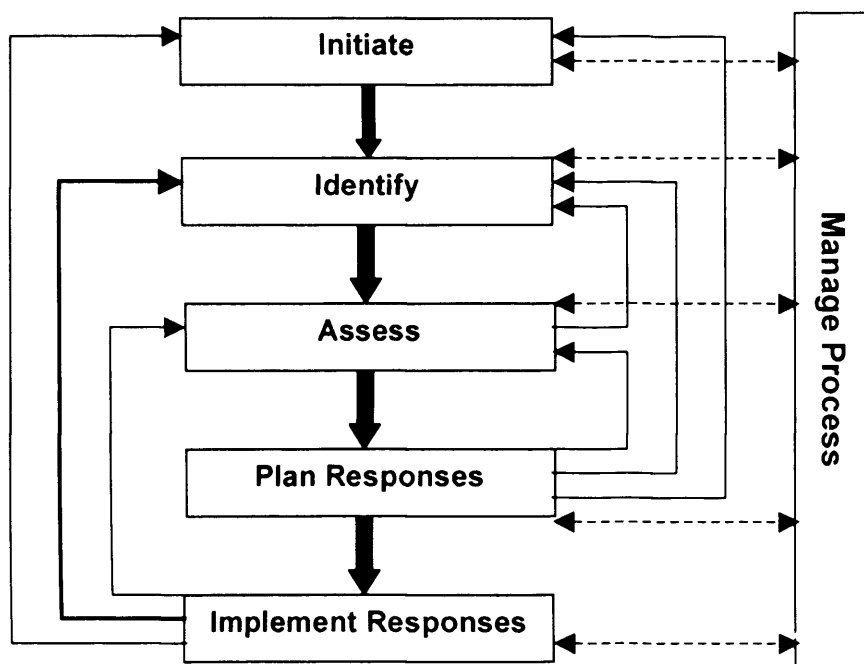 Initiate
Identify
Assess
Plan Responses
Implement Responses
Manage Process